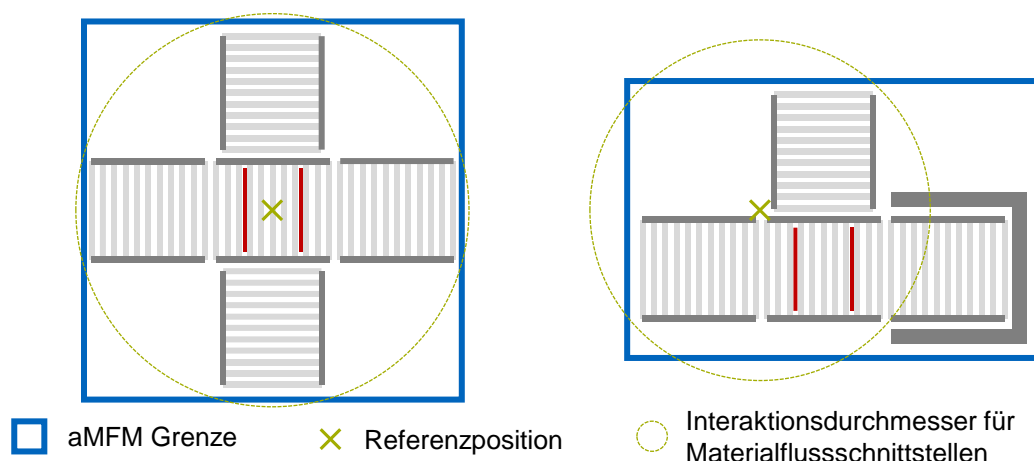 aMFM Grenze
Referenzposition
Interaktionsdurchmesser für
Materialflussschnittstellen